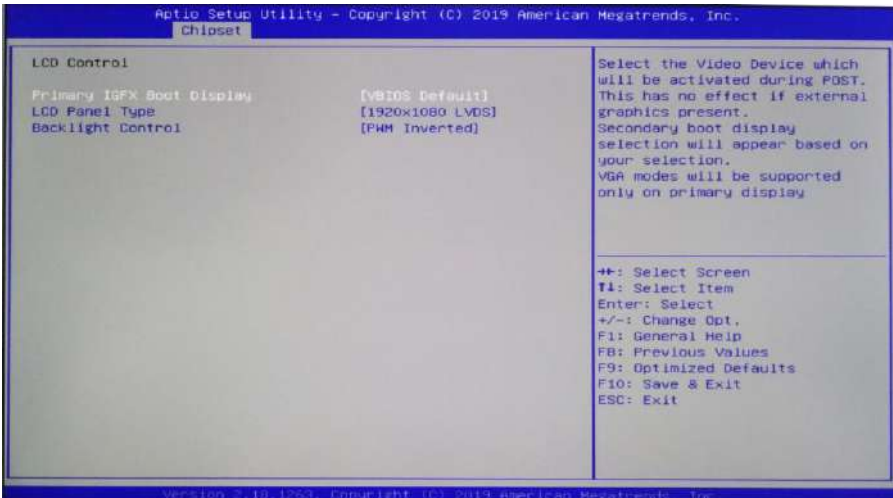 Aptio Setup Utility - Copyright (C) 2019 American Megatrends, Inc.
Chipset
LCD Control
Primary IGFX Boot Display [VBIOS Default]
LCD Panel Type [1920x1080 LVDS]
Backlight Control [PWM Inverted]
Select the Video Device which
will be activated during POST.
This has no effect if external
graphics present.
Secondary boot display
selection will appear based on
your selection.
VGA modes will be supported
only on primary display
→←: Select Screen
↑↓: Select Item
Enter: Select
+/-: Change Opt.
F1: General Help
F8: Previous Values
F9: Optimized Defaults
F10: Save & Exit
ESC: Exit
Version 2.18.1263. Copyright (C) 2019 American Megatrends, Inc.